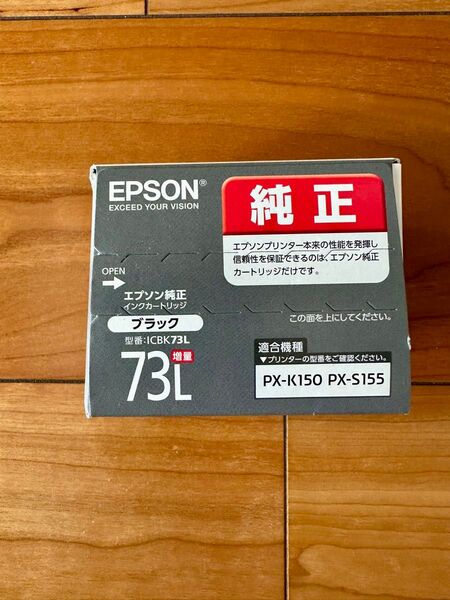 EPSON®
EXCEED YOUR VISION
純正
エプソンプリンター本来の性能を発揮し
信頼性を保証できるのは、エプソン純正
カートリッジだけです。
OPEN
エプソン純正
インクカートリッジ
ブラック
型番:ICBK73L
73L
増量
この面を上にしてください。
適合機種
▼プリンターの型番をご確認ください。
PX-K150 PX-S155